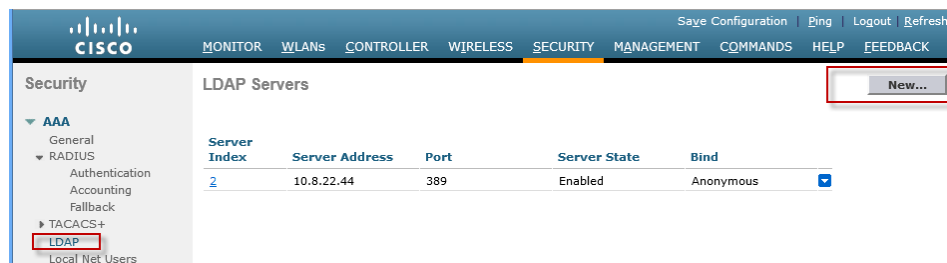 Save Configuration | Ping | Logout | Refresh
CISCO
MONITOR WLANs CONTROLLER WIRELESS SECURITY MANAGEMENT COMMANDS HELP FEEDBACK
Security
LDAP Servers
New...
AAA
General
RADIUS
Authentication
Accounting
Fallback
TACACS+
LDAP
Local Net Users
Server Index Server Address Port Server State Bind
2 10.8.22.44 389 Enabled Anonymous